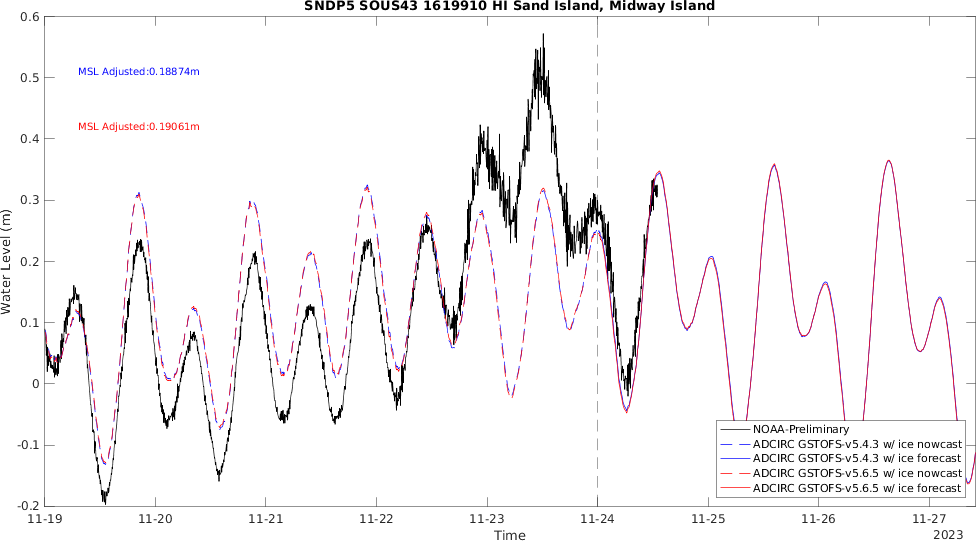 SNDP5 SOUS43 1619910 HI Sand Island, Midway Island
0.6
0.5
0.4
0.3
0.2
0.1
0
-0.1
-0.2
Water Level (m)
MSL Adjusted:0.18874m
MSL Adjusted:0.19061m
NOAA-Preliminary
ADCIRC GSTOFS-v5.4.3 w/ ice nowcast
ADCIRC GSTOFS-v5.4.3 w/ ice forecast
ADCIRC GSTOFS-v5.6.5 w/ ice nowcast
ADCIRC GSTOFS-v5.6.5 w/ ice forecast
11-19 11-20 11-21 11-22 11-23 11-24 11-25 11-26 11-27
Time
2023